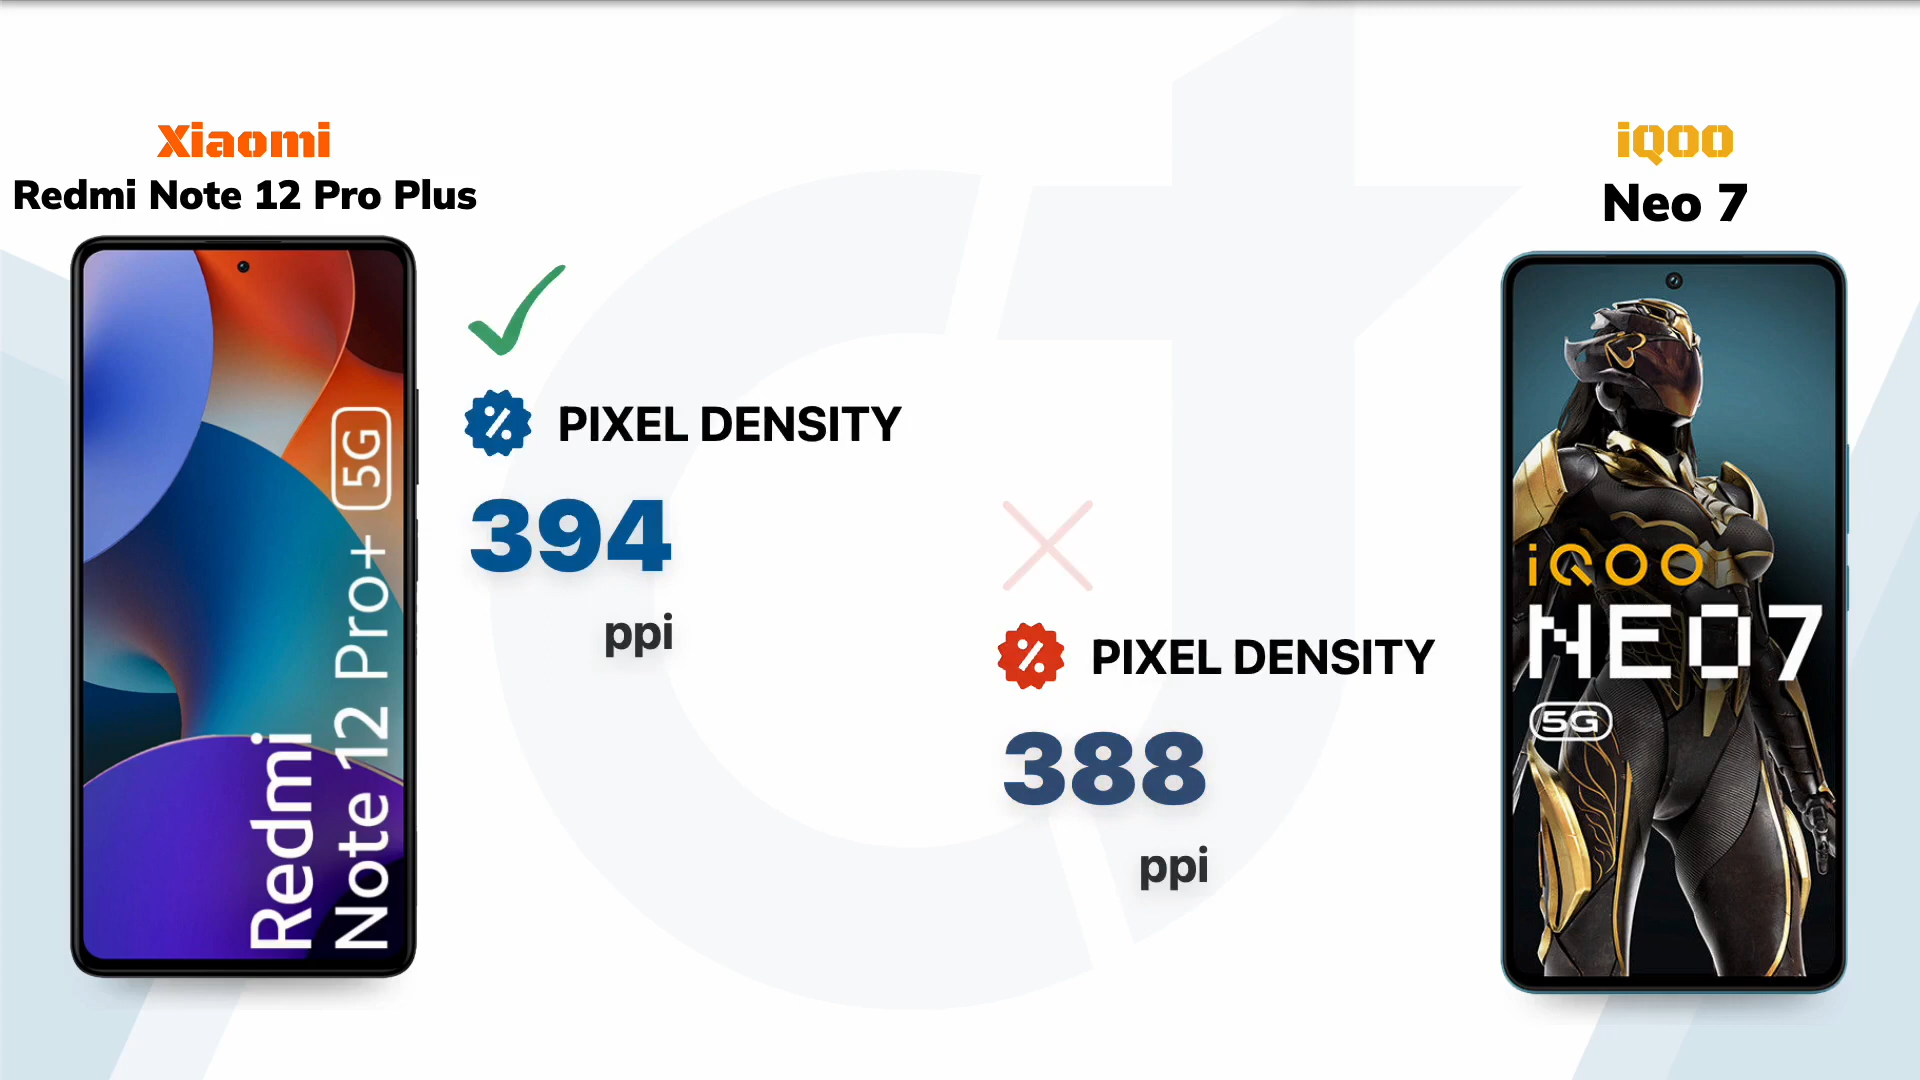 Xiaomi
Redmi Note 12 Pro Plus
Redmi
Note 12 Pro+ 5G
PIXEL DENSITY
394
ppi
PIXEL DENSITY
388
ppi
iQOO
Neo 7
iQOO
NEO7
5G